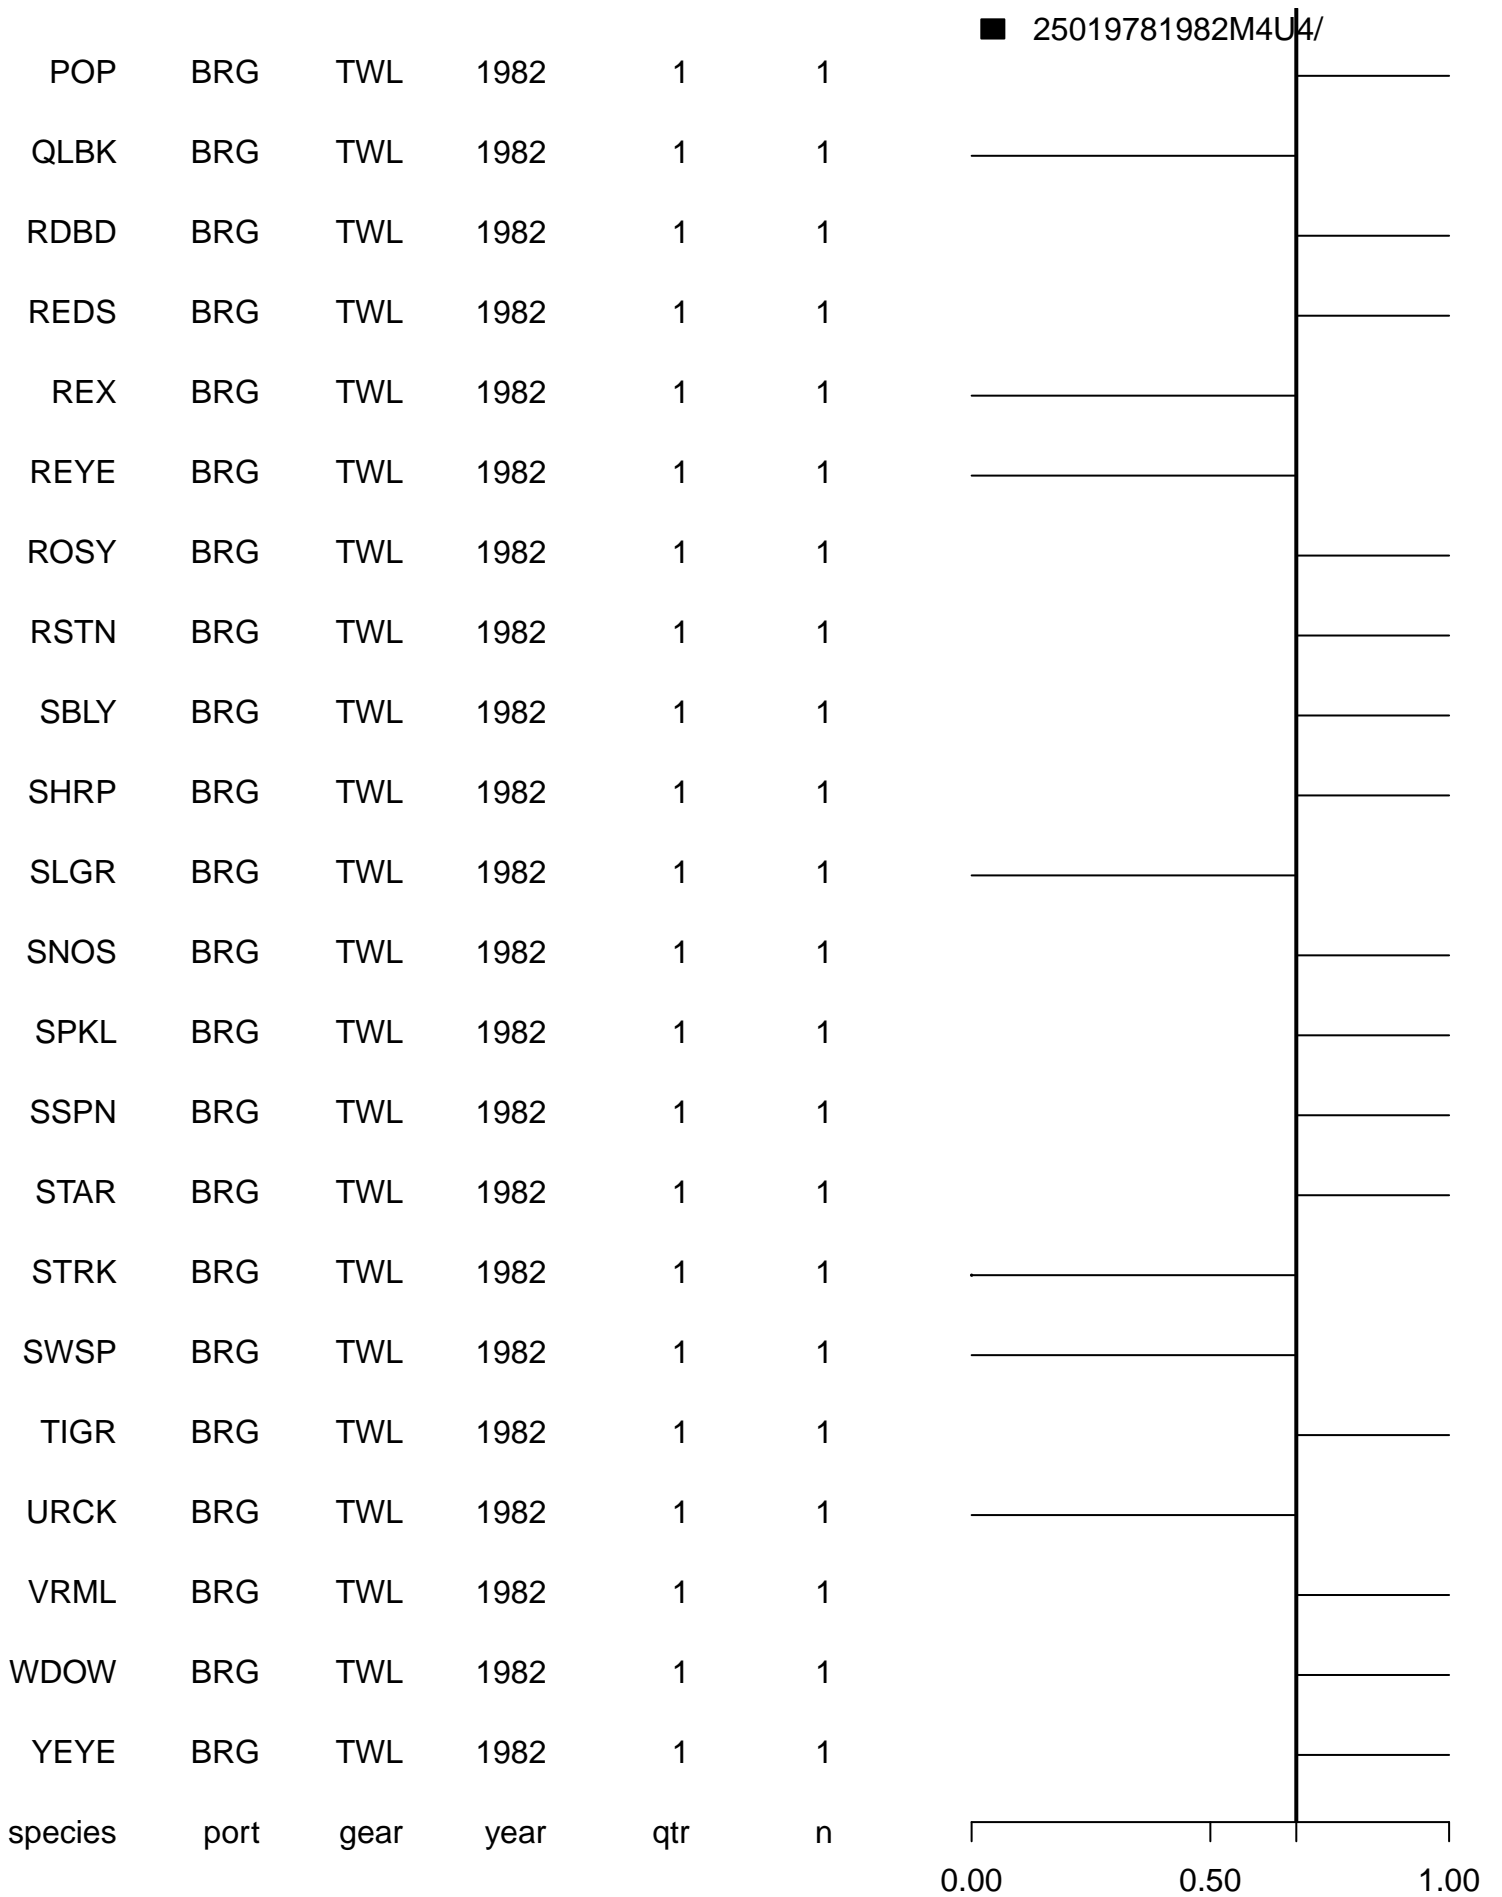 25019781982M4U4/
POP BRG TWL 1982 1 1
QLBK BRG TWL 1982 1 1
RDBD BRG TWL 1982 1 1
REDS BRG TWL 1982 1 1
REX BRG TWL 1982 1 1
REYE BRG TWL 1982 1 1
ROSY BRG TWL 1982 1 1
RSTN BRG TWL 1982 1 1
SBLY BRG TWL 1982 1 1
SHRP BRG TWL 1982 1 1
SLGR BRG TWL 1982 1 1
SNOS BRG TWL 1982 1 1
SPKL BRG TWL 1982 1 1
SSPN BRG TWL 1982 1 1
STAR BRG TWL 1982 1 1
STRK BRG TWL 1982 1 1
SWSP BRG TWL 1982 1 1
TIGR BRG TWL 1982 1 1
URCK BRG TWL 1982 1 1
VRML BRG TWL 1982 1 1
WDOW BRG TWL 1982 1 1
YEYE BRG TWL 1982 1 1
species port gear year qtr n
0.00 0.50 1.00